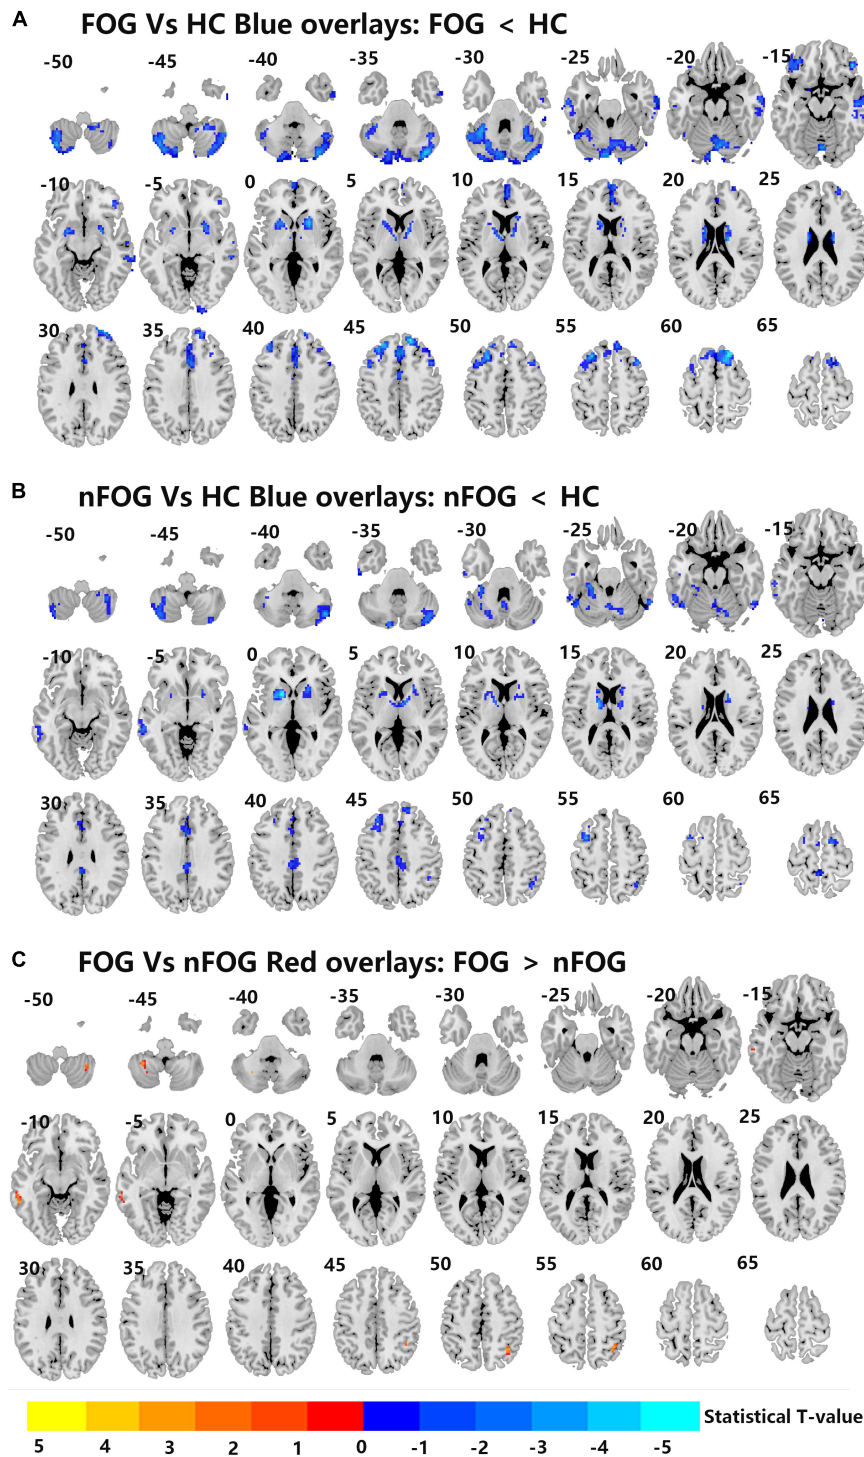 A
FOG Vs HC Blue overlays: FOG < HC
-50 -45 -40 -35 -30 -25 -20 -15
-10 -5 0 5 10 15 20 25
30 35 40 45 50 55 60 65
B
nFOG Vs HC Blue overlays: nFOG < HC
-50 -45 -40 -35 -30 -25 -20 -15
-10 -5 0 5 10 15 20 25
30 35 40 45 50 55 60 65
C
FOG Vs nFOG Red overlays: FOG > nFOG
-50 -45 -40 -35 -30 -25 -20 -15
-10 -5 0 5 10 15 20 25
30 35 40 45 50 55 60 65
Statistical T-value
5 4 3 2 1 0 -1 -2 -3 -4 -5